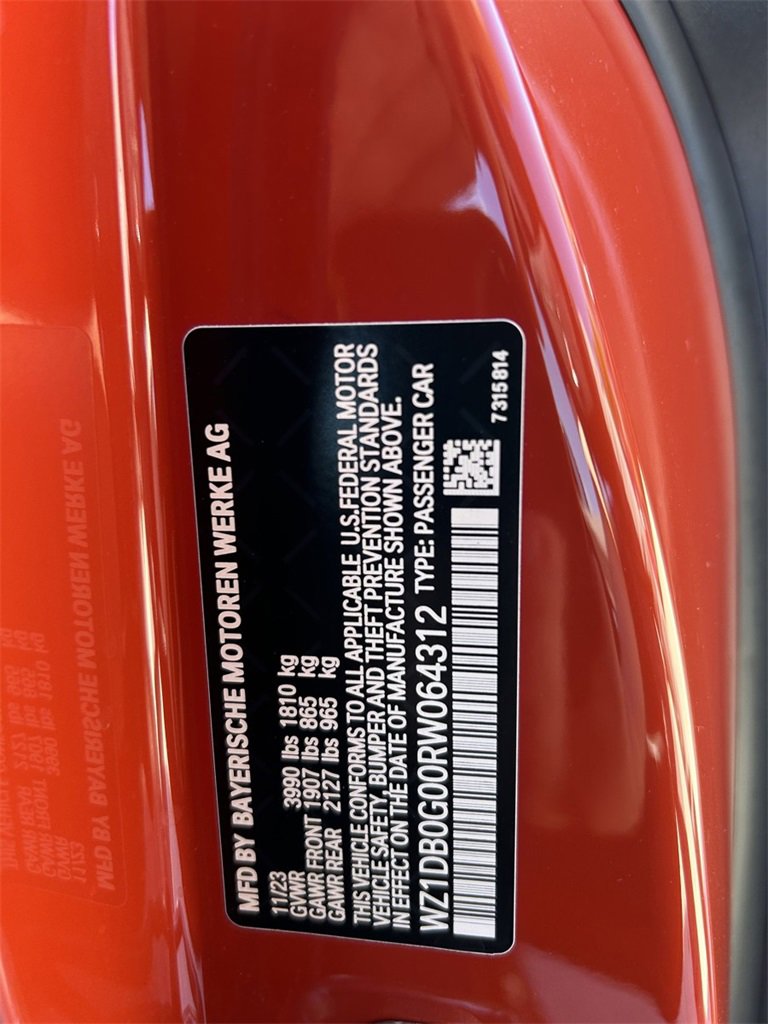 MFD BY BAYERISCHE MOTOREN WERKE AG
11/23
GVWR 3990 lbs 1810 kg
GAWR FRONT 1907 lbs 865 kg
GAWR REAR 2127 lbs 965 kg
THIS VEHICLE CONFORMS TO ALL APPLICABLE U.S.FEDERAL MOTOR
VEHICLE SAFETY, BUMPER AND THEFT PREVENTION STANDARDS
IN EFFECT ON THE DATE OF MANUFACTURE SHOWN ABOVE.
WZ1DB0G00RW064312 TYPE: PASSENGER CAR
7315814